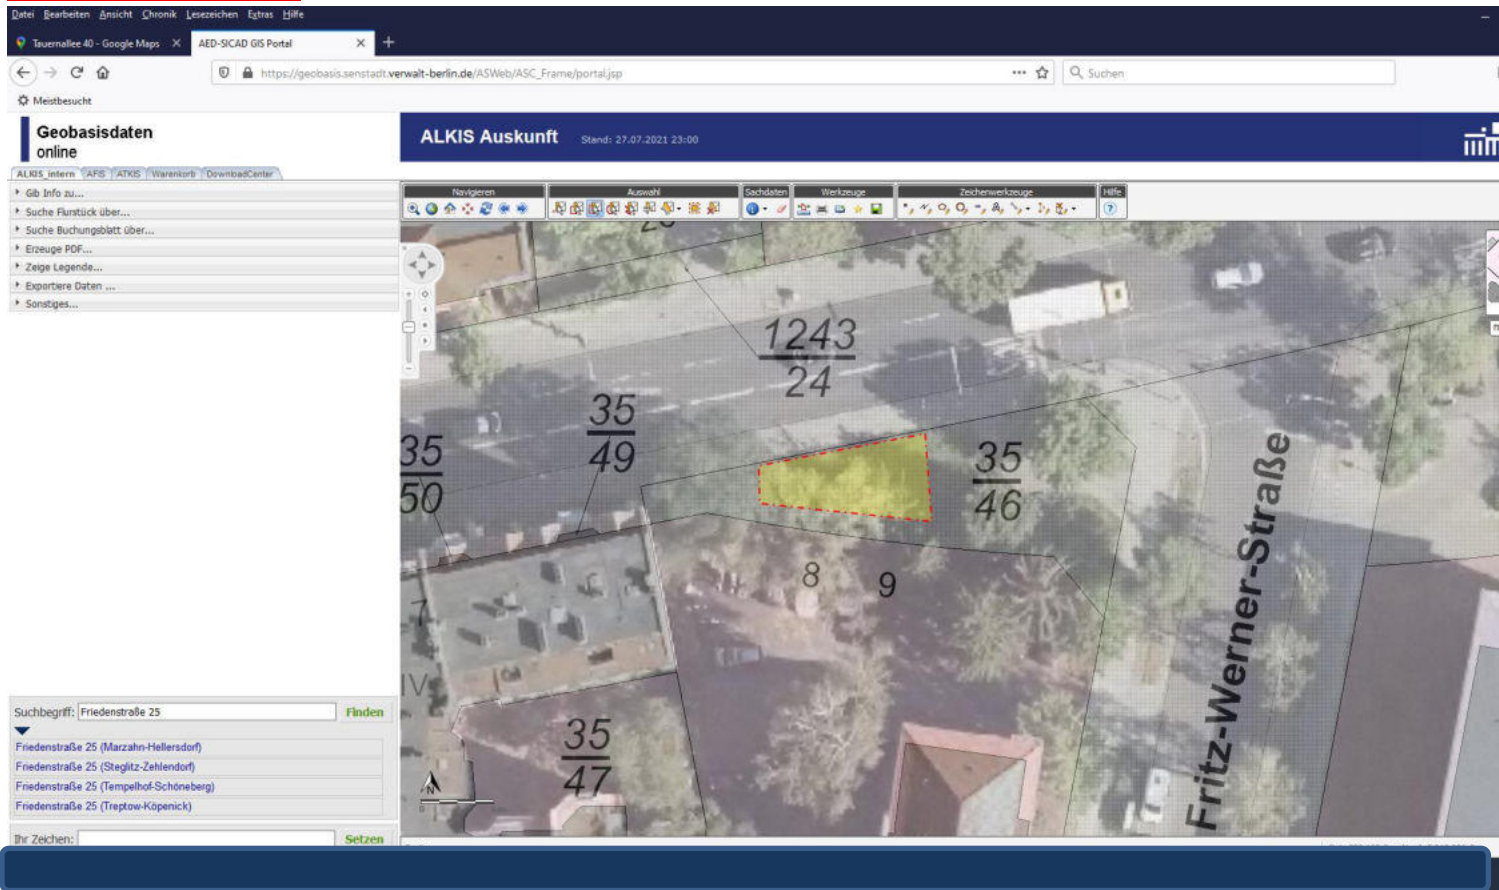 Datei Bearbeiten Ansicht Chronik Lesezeichen Extras Hilfe
Tauernallee 40 - Google Maps
AED-SICAD GIS Portal
https://geobasis.senstadt.verwalt-berlin.de/ASWeb/ASC_Frame/portal.jsp
Suchen
Meistbesucht
Geobasisdaten
online
ALKIS Auskunft Stand: 27.07.2021 23:00
ALKIS_intern AFIS ATKIS Warenkorb DownloadCenter
Navigieren Auswahl Sachdaten Werkzeuge Zeichenwerkzeuge Hilfe
Gib Info zu...
Suche Flurstück über...
Suche Buchungsblatt über...
Erzeuge PDF...
Zeige Legende...
Exportiere Daten ...
Sonstiges...
1243
24
35
49
35
50
35
46
8
9
7
IV
35
47
Fritz-Werner-Straße
N
Suchbegriff: Friedenstraße 25 Finden
Friedenstraße 25 (Marzahn-Hellersdorf)
Friedenstraße 25 (Steglitz-Zehlendorf)
Friedenstraße 25 (Tempelhof-Schöneberg)
Friedenstraße 25 (Treptow-Köpenick)
Ihr Zeichen: Setzen